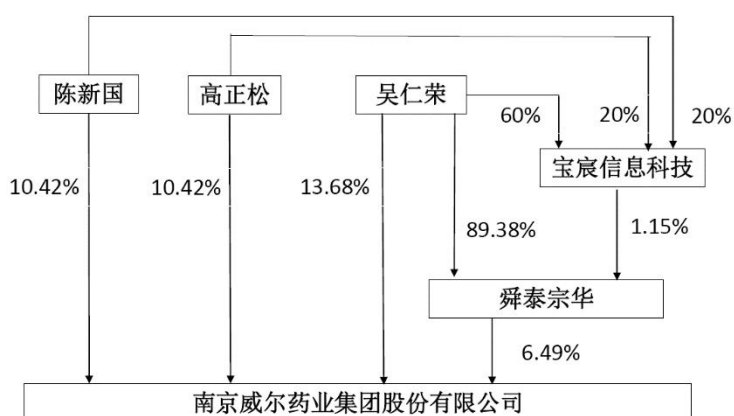 陈新国
高正松
吴仁荣
60%
20%
20%
宝宸信息科技
10.42%
10.42%
13.68%
89.38%
1.15%
舜泰宗华
6.49%
南京威尔药业集团股份有限公司